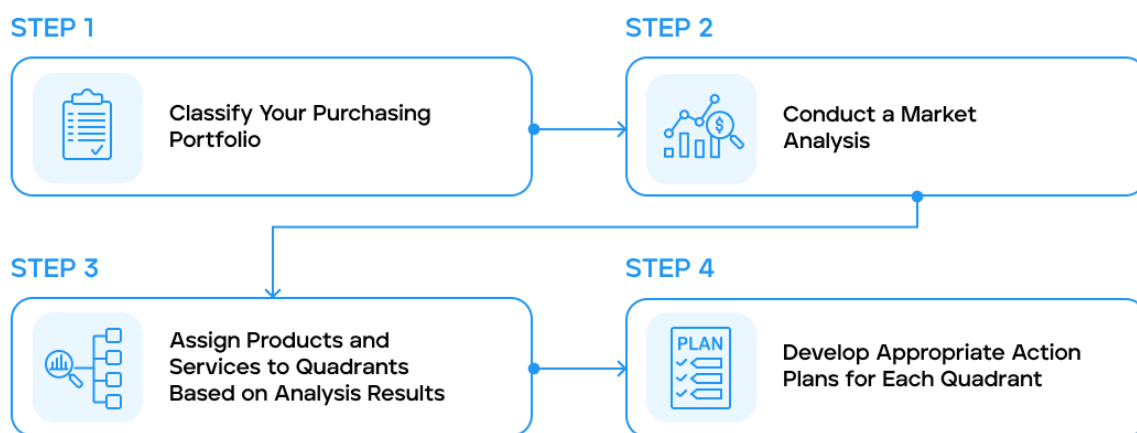 STEP 1
Classify Your Purchasing
Portfolio
STEP 2
Conduct a Market
Analysis
$
STEP 3
Assign Products and
Services to Quadrants
Based on Analysis Results
STEP 4
PLAN
Develop Appropriate Action
Plans for Each Quadrant